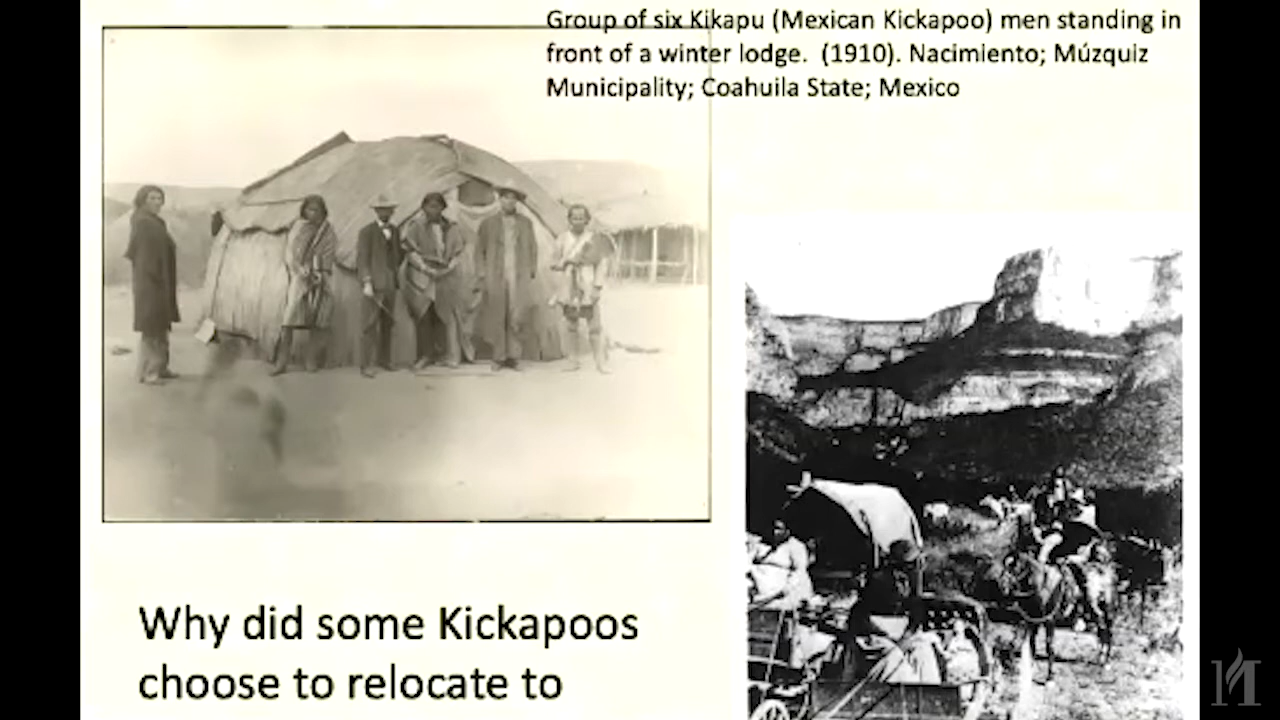 Group of six Kikapu (Mexican Kickapoo) men standing in
front of a winter lodge. (1910). Nacimiento; Múzquiz
Municipality; Coahuila State; Mexico
Why did some Kickapoos
choose to relocate to